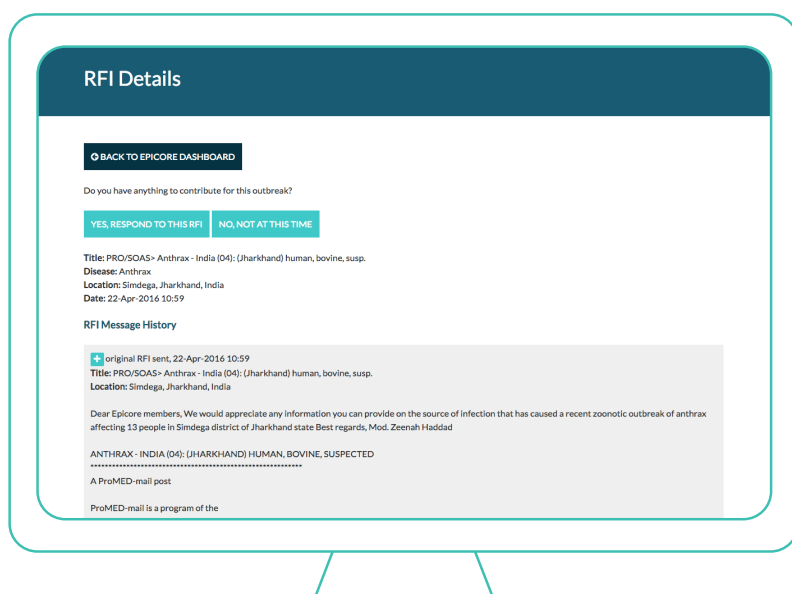 RFI Details
BACK TO EPICORE DASHBOARD
Do you have anything to contribute for this outbreak?
YES, RESPOND TO THIS RFI NO, NOT AT THIS TIME
Title: PRO/SOAS> Anthrax - India (04): (Jharkhand) human, bovine, susp.
Disease: Anthrax
Location: Simdega, Jharkhand, India
Date: 22-Apr-2016 10:59
RFI Message History
original RFI sent, 22-Apr-2016 10:59
Title: PRO/SOAS> Anthrax - India (04): (Jharkhand) human, bovine, susp.
Location: Simdega, Jharkhand, India
Dear Epicore members, We would appreciate any information you can provide on the source of infection that has caused a recent zoonotic outbreak of anthrax
affecting 13 people in Simdega district of Jharkhand state Best regards, Mod. Zeenah Haddad
ANTHRAX - INDIA (04): (JHARKHAND) HUMAN, BOVINE, SUSPECTED
************************************************************
A ProMED-mail post
ProMED-mail is a program of the